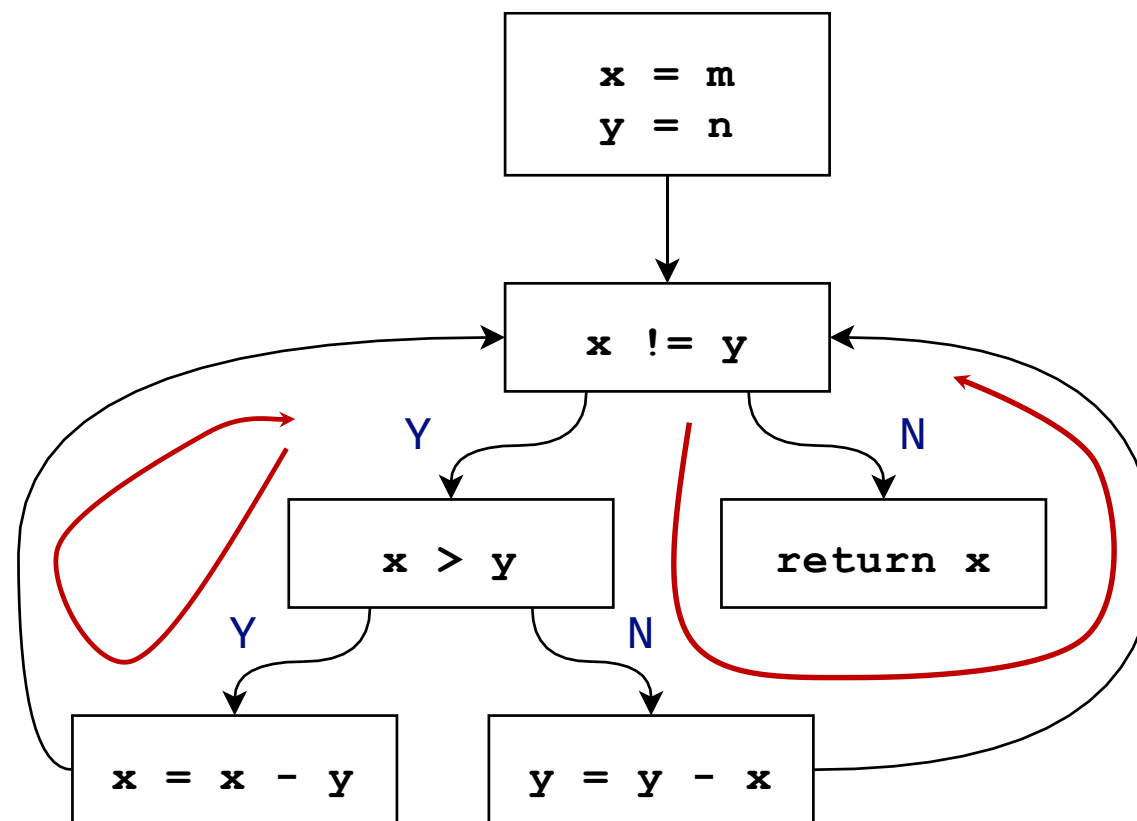 x = m
y = n
x != y
Y
N
x > y
return x
Y
N
x = x - y
y = y - x